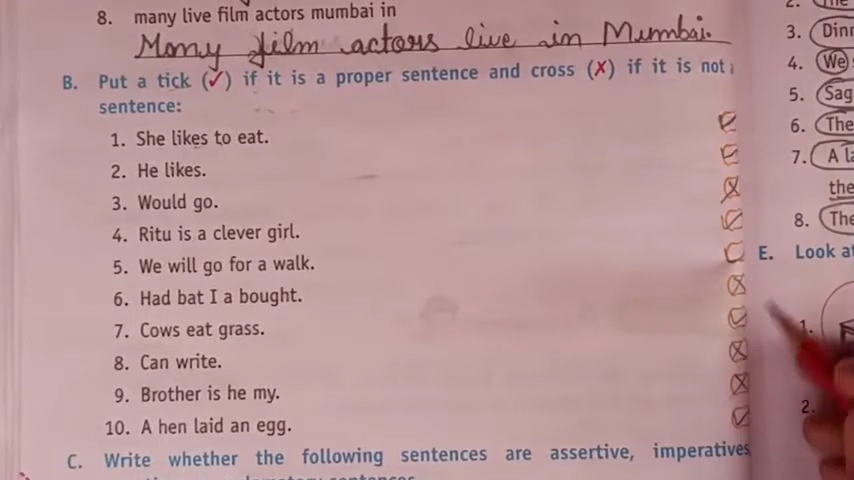 8. many live film actors mumbai in
Many film actors live in Mumbai.
B. Put a tick (✓) if it is a proper sentence and cross (✗) if it is not
sentence:
1. She likes to eat.
2. He likes.
3. Would go.
4. Ritu is a clever girl.
5. We will go for a walk.
6. Had bat I a bought.
7. Cows eat grass.
8. Can write.
9. Brother is he my.
10. A hen laid an egg.
C. Write whether the following sentences are assertive, imperatives
3. Dinn
4. We
5. Sag
6. The
7. A la
the
8. The
E. Look at
1.
2.